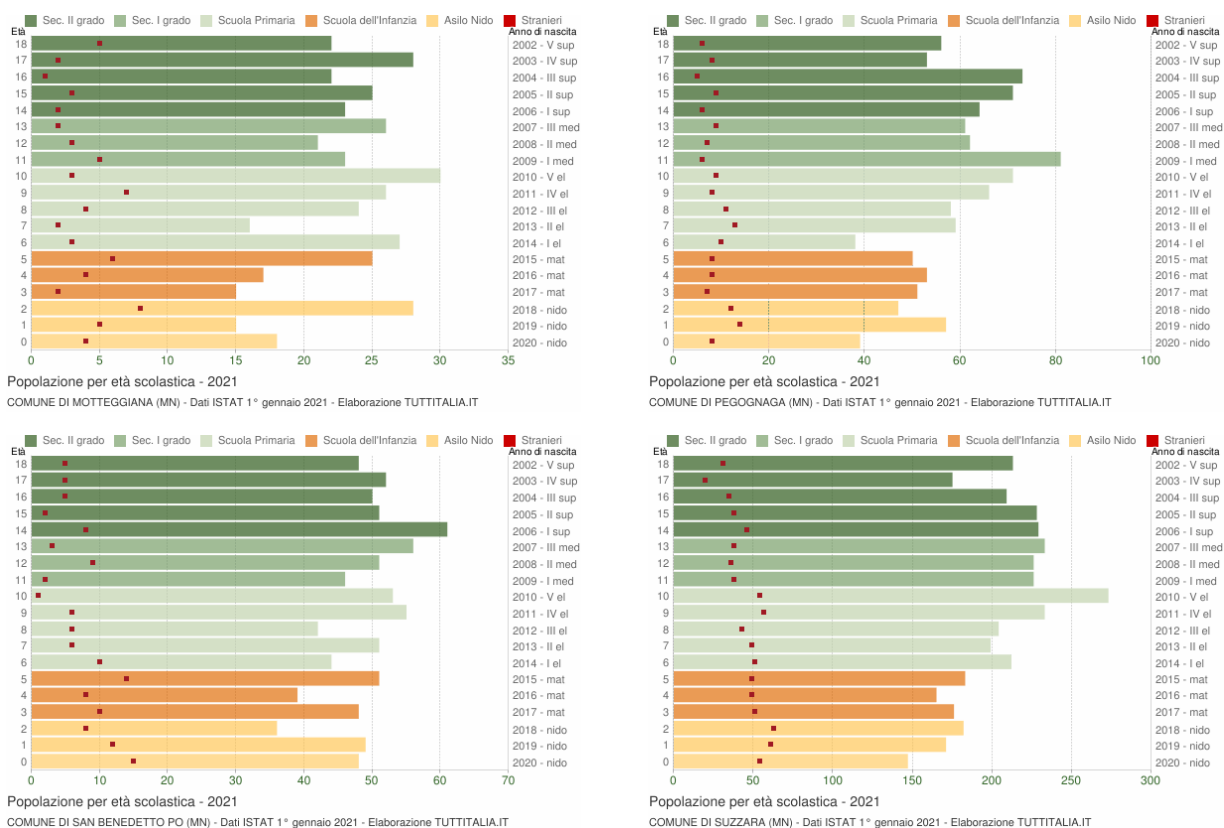 Sec. II grado Sec. I grado Scuola Primaria Scuola dell'Infanzia Asilo Nido Stranieri
Età Anno di nascita
18 2002 - V sup
17 2003 - IV sup
16 2004 - III sup
15 2005 - II sup
14 2006 - I sup
13 2007 - III med
12 2008 - II med
11 2009 - I med
10 2010 - V el
9 2011 - IV el
8 2012 - III el
7 2013 - II el
6 2014 - I el
5 2015 - mat
4 2016 - mat
3 2017 - mat
2 2018 - nido
1 2019 - nido
0 2020 - nido
0 5 10 15 20 25 30 35
Popolazione per età scolastica - 2021
COMUNE DI MOTTEGGIANA (MN) - Dati ISTAT 1° gennaio 2021 - Elaborazione TUTTITALIA.IT
Sec. II grado Sec. I grado Scuola Primaria Scuola dell'Infanzia Asilo Nido Stranieri
Età Anno di nascita
18 2002 - V sup
17 2003 - IV sup
16 2004 - III sup
15 2005 - II sup
14 2006 - I sup
13 2007 - III med
12 2008 - II med
11 2009 - I med
10 2010 - V el
9 2011 - IV el
8 2012 - III el
7 2013 - II el
6 2014 - I el
5 2015 - mat
4 2016 - mat
3 2017 - mat
2 2018 - nido
1 2019 - nido
0 2020 - nido
0 20 40 60 80 100
Popolazione per età scolastica - 2021
COMUNE DI PEGOGNAGA (MN) - Dati ISTAT 1° gennaio 2021 - Elaborazione TUTTITALIA.IT
Sec. II grado Sec. I grado Scuola Primaria Scuola dell'Infanzia Asilo Nido Stranieri
Età Anno di nascita
18 2002 - V sup
17 2003 - IV sup
16 2004 - III sup
15 2005 - II sup
14 2006 - I sup
13 2007 - III med
12 2008 - II med
11 2009 - I med
10 2010 - V el
9 2011 - IV el
8 2012 - III el
7 2013 - II el
6 2014 - I el
5 2015 - mat
4 2016 - mat
3 2017 - mat
2 2018 - nido
1 2019 - nido
0 2020 - nido
0 10 20 30 40 50 60 70
Popolazione per età scolastica - 2021
COMUNE DI SAN BENEDETTO PO (MN) - Dati ISTAT 1° gennaio 2021 - Elaborazione TUTTITALIA.IT
Sec. II grado Sec. I grado Scuola Primaria Scuola dell'Infanzia Asilo Nido Stranieri
Età Anno di nascita
18 2002 - V sup
17 2003 - IV sup
16 2004 - III sup
15 2005 - II sup
14 2006 - I sup
13 2007 - III med
12 2008 - II med
11 2009 - I med
10 2010 - V el
9 2011 - IV el
8 2012 - III el
7 2013 - II el
6 2014 - I el
5 2015 - mat
4 2016 - mat
3 2017 - mat
2 2018 - nido
1 2019 - nido
0 2020 - nido
0 50 100 150 200 250 300
Popolazione per età scolastica - 2021
COMUNE DI SUZZARA (MN) - Dati ISTAT 1° gennaio 2021 - Elaborazione TUTTITALIA.IT